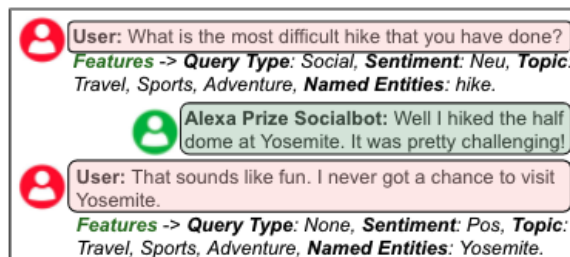 User: What is the most difficult hike that you have done?
Features -> Query Type: Social, Sentiment: Neu, Topic:
Travel, Sports, Adventure, Named Entities: hike.
Alexa Prize Socialbot: Well I hiked the half
dome at Yosemite. It was pretty challenging!
User: That sounds like fun. I never got a chance to visit
Yosemite.
Features -> Query Type: None, Sentiment: Pos, Topic:
Travel, Sports, Adventure, Named Entities: Yosemite.